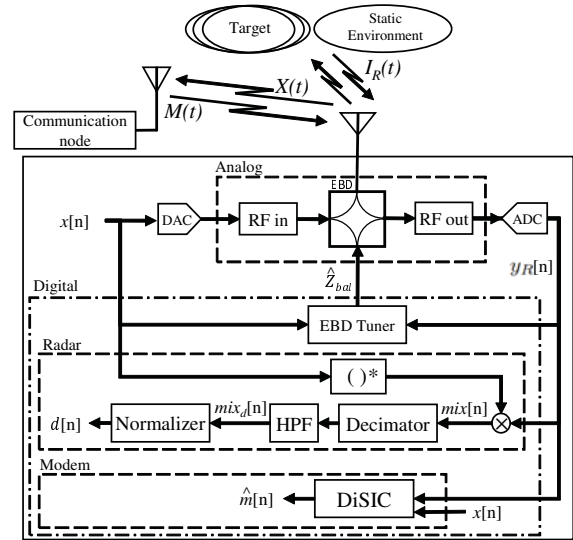 Target
Static
Environment
I_R(t)
X(t)
M(t)
Communication
node
Analog
EBD
x[n]
DAC
RF in
RF out
ADC
y_R[n]
Ẑ_bal
Digital
EBD Tuner
Radar
( )*
d[n]
Normalizer
mix_d[n]
HPF
Decimator
mix[n]
Modem
m̂[n]
DiSIC
x[n]